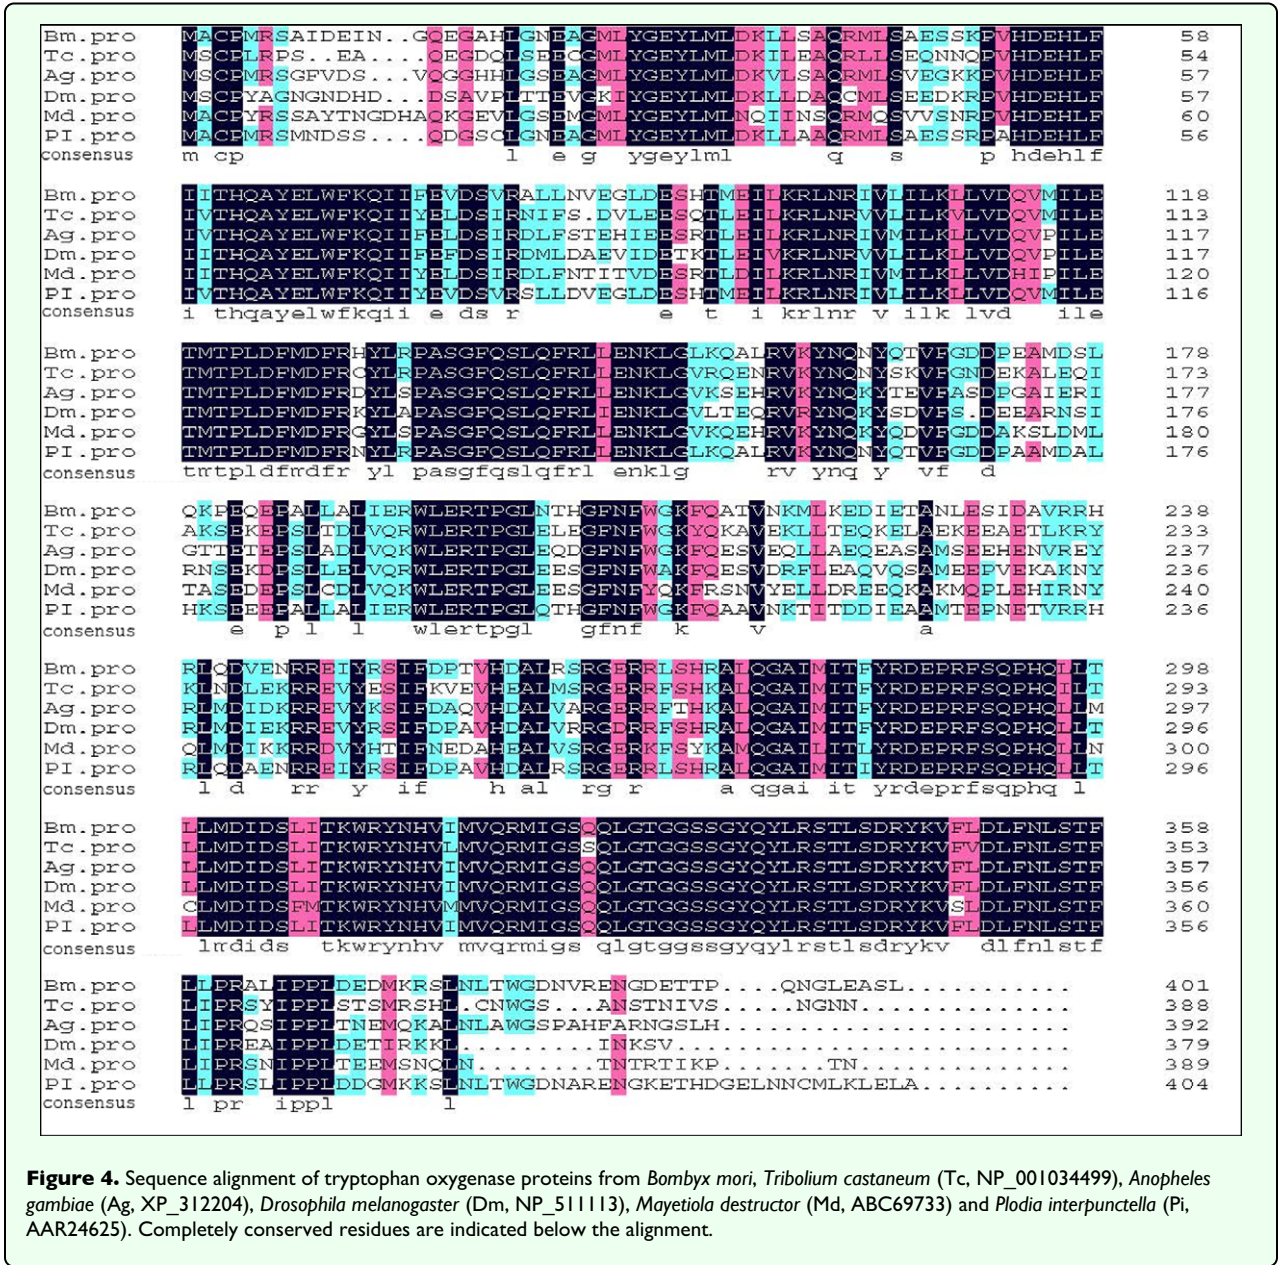 Bm.pro MACPMRSAIDEIN..GQEGAHLGNEAGMLYGEYLMLDKLLSAQRMLSAESSKPVHDEHLF 58
Tc.pro MSCPLRPS..EA....QEGDQLSEECGMLYGEYLMLDKILEAQRLLSEQNNQPVHDEHLF 54
Ag.pro MSCPMRSGFVDS...VQGGHHLGSEAGMLYGEYLMLDKVLSAQRMLSVEGKKPVHDEHLF 57
Dm.pro MSCPYAGNGNDHD...DSAVPLTTEVGKIYGEYLMLDKLLDAQCMLSEEDKRPVHDEHLF 57
Md.pro MACPYRSSAYTNGDHAQKGEVLGSEMGMLYGEYLMLNQIINSQRMQSVVSNRPVHDEHLF 60
PI.pro MACPMRSMNDSS....QDGSCLGNEAGMLYGEYLMLDKLLAAQRMLSAESSRPAHDEHLF 56
consensus m cp l e g ygeylml q s p hdehlf
Bm.pro IITHQAYELWFKQIIFEVDSVRALLNVEGLDESHTMEILKRLNRIVLILKLLVDQVMILE 118
Tc.pro IVTHQAYELWFKQIIYELDSIRNIFS.DVLEESQTLEILKRLNRVVLILKVLVDQVMILE 113
Ag.pro IVTHQAYELWFKQIIFELDSIRDLFSTEHIEESRTLEILKRLNRIVMILKLLVDQVPILE 117
Dm.pro IITHQAYELWFKQIIFEFDSIRDMLDAEVIDETKTLEIVKRLNRVVLILKLLVDQVPILE 117
Md.pro IITHQAYELWFKQIIYELDSIRDLFNTITVDESRTLDILKRLNRIVMILKLLVDHIPILE 120
PI.pro IVTHQAYELWFKQIIYEVDSVRSLLDVEGLDESHTMEILKRLNRIVLILKLLVDQVMILE 116
consensus i thqayelwfkqii e ds r e t i krlnr v ilk lvd ile
Bm.pro TMTPLDFMDFRHYLRPASGFQSLQFRLLENKLGLKQALRVKYNQNYQTVFGDDPEAMDSL 178
Tc.pro TMTPLDFMDFRCYLRPASGFQSLQFRLLENKLGVRQENRVKYNQNYSKVFGNDEKALEQI 173
Ag.pro TMTPLDFMDFRDYLSPASGFQSLQFRLLENKLGVKSEHRVKYNQKYTEVFASDPGAIERI 177
Dm.pro TMTPLDFMDFRKYLAPASGFQSLQFRLIENKLGVLTEQRVRYNQKYSDVFS.DEEARNSI 176
Md.pro TMTPLDFMDFRGYLSPASGFQSLQFRLLENKLGVKQEHRVKYNQKYQDVFGDDAKSLDML 180
PI.pro TMTPLDFMDFRNYLRPASGFQSLQFRLLENKLGLKQALRVKYNQNYQTVFGDDPAAMDAL 176
consensus tmtpldfmdfr yl pasgfqslqfrl enklg rv ynq y vf d
Bm.pro QKPEQEPALLALIERWLERTPGLNTHGFNFWGKFQATVNKMLKEDIETANLESIDAVRRH 238
Tc.pro AKSEKEPSLTDLVQRWLERTPGLELEGFNFWGKYQKAVEKLLTEQKELAEKEEAETLKRY 233
Ag.pro GTTETEPSLADLVQKWLERTPGLEQDGFNFWGKFQESVEQLLAEQEASAMSEEHENVREY 237
Dm.pro RNSEKDPSLLELVQRWLERTPGLEESGFNFWAKFQESVDRFLEAQVQSAMEEPVEKAKNY 236
Md.pro TASEDEPSLCDLVQKWLERTPGLEESGFNFYQKFRSNVYELLDREEQKAKMQPLEHIRNY 240
PI.pro HKSEEEPALLALIERWLERTPGLQTHGFNFWGKFQAAVNKTITDDIEAAMTEPNETVRRH 236
consensus e p l l wlertpgl gfnf k v a
Bm.pro RLQDVENRREIYRSIFDPTVHDALRSRGERRLSHRALQGAIMITFYRDEPRFSQPHQLLT 298
Tc.pro KLNDLEKRREVYESIFKVEVHEALMSRGERRFSHKALQGAIMITFYRDEPRFSQPHQILT 293
Ag.pro RLMDIDKRREVYKSIFDAQVHDALVARGERRFTHKALQGAIMITFYRDEPRFSQPHQLLM 297
Dm.pro RLMDIEKRREVYRSIFDPAVHDALVRRGDRRFSHRALQGAIMITFYRDEPRFSQPHQLLT 296
Md.pro QLMDIKKRRDVYHTIFNEDAHEALVSRGERKFSYKAMQGAILITLYRDEPRFSQPHQLLN 300
PI.pro RLQDAENRREIYRSIFDPAVHDALRSRGERRLSHRALQGAIMITIYRDEPRFSQPHQLLT 296
consensus l d rr y if h al rg r a qgai it yrdeprfsqphq l
Bm.pro LLMDIDSLITKWRYNHVIMVQRMIGSQQLGTGGSSGYQYLRSTLSDRYKVFLDLFNLSTF 358
Tc.pro LLMDIDSLITKWRYNHVLMVQRMIGSSQLGTGGSSGYQYLRSTLSDRYKVFVDLFNLSTF 353
Ag.pro LLMDIDSLITKWRYNHVIMVQRMIGSQQLGTGGSSGYQYLRSTLSDRYKVFLDLFNLSTF 357
Dm.pro LLMDIDSLITKWRYNHVIMVQRMIGSQQLGTGGSSGYQYLRSTLSDRYKVFLDLFNLSTF 356
Md.pro CLMDIDSFMTKWRYNHVMMVQRMIGSQQLGTGGSSGYQYLRSTLSDRYKVSLDLFNLSTF 360
PI.pro LLMDIDSLITKWRYNHVIMVQRMIGSQQLGTGGSSGYQYLRSTLSDRYKVFLDLFNLSTF 356
consensus lmdids tkwrynhv mvqrmigs qlgtggssgyqylrstlsdrykv dlfnlstf
Bm.pro LLPRALIPPLDEDMKRSLNLTWGDNVRENGDETTP....QNGLEASL........... 401
Tc.pro LIPRSYIPPLSTSMRSHL.CNWGS...ANSTNIVS.....NGNN.............. 388
Ag.pro LIPRQSIPPLTNEMQKALNLAWGSPAHFARNGSLH....................... 392
Dm.pro LIPREAIPPLDETIRKKL.........INKSV.......................... 379
Md.pro LIPRSNIPPLTEEMSNQLN........TNTRTIKP.......TN.............. 389
PI.pro LLPRSLIPPLDDGMKKSLNLTWGDNARENGKETHDGELNNCMLKLELA.......... 404
consensus l pr ippl l
Figure 4. Sequence alignment of tryptophan oxygenase proteins from Bombyx mori, Tribolium castaneum (Tc, NP_001034499), Anopheles
gambiae (Ag, XP_312204), Drosophila melanogaster (Dm, NP_511113), Mayetiola destructor (Md, ABC69733) and Plodia interpunctella (Pi,
AAR24625). Completely conserved residues are indicated below the alignment.